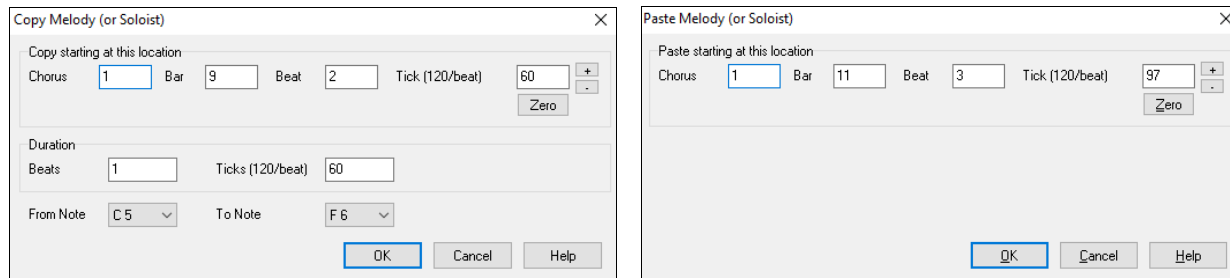 Copy Melody (or Soloist)
Copy starting at this location
Chorus 1 Bar 9 Beat 2 Tick (120/beat) 60 +
-
Zero
Duration
Beats 1 Ticks (120/beat) 60
From Note C 5 To Note F 6
OK Cancel Help
Paste Melody (or Soloist)
Paste starting at this location
Chorus 1 Bar 11 Beat 3 Tick (120/beat) 97 +
-
Zero
OK Cancel Help